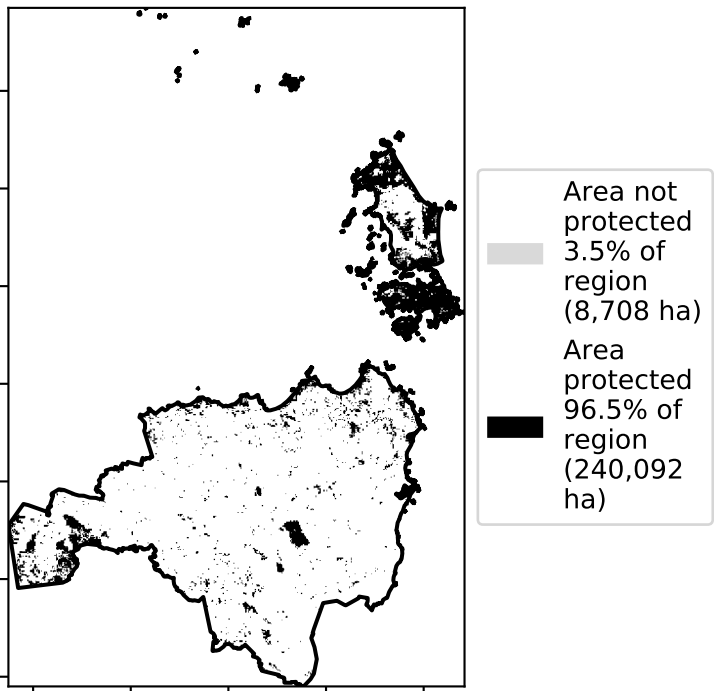 Area not
protected
3.5% of
region
(8,708 ha)
Area
protected
96.5% of
region
(240,092
ha)